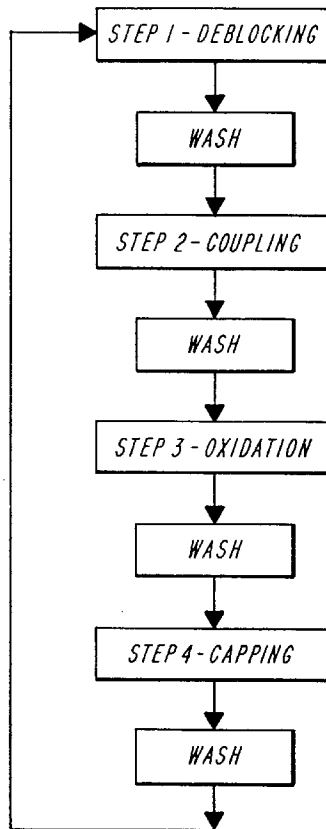 STEP 1 - DEBLOCKING
WASH
STEP 2 - COUPLING
WASH
STEP 3 - OXIDATION
WASH
STEP 4 - CAPPING
WASH